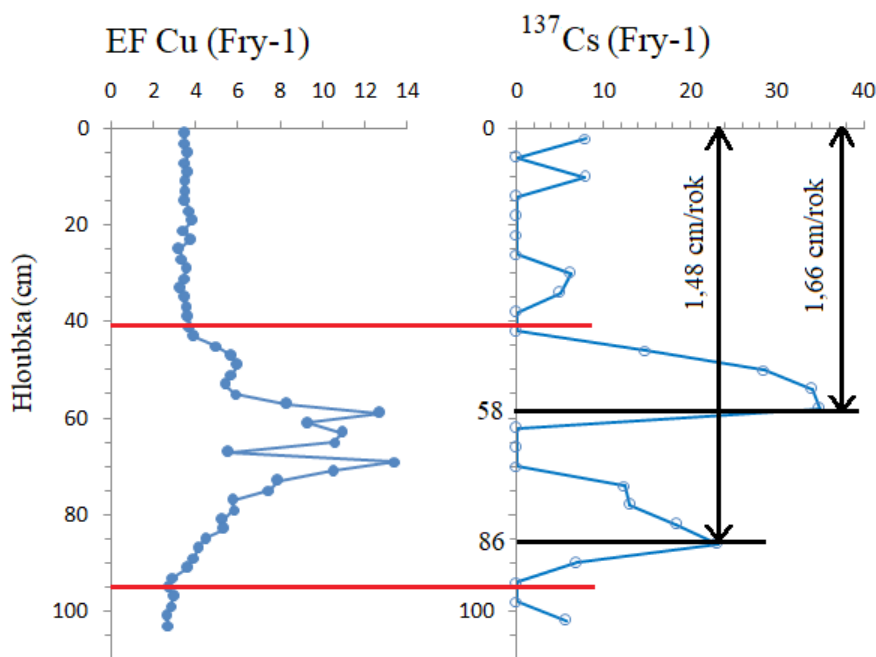 EF Cu (Fry-1)
0 2 4 6 8 10 12 14
0
20
40
60
80
100
Hloubka (cm)
137Cs (Fry-1)
0 10 20 30 40
0
58
86
100
1,48 cm/rok
1,66 cm/rok